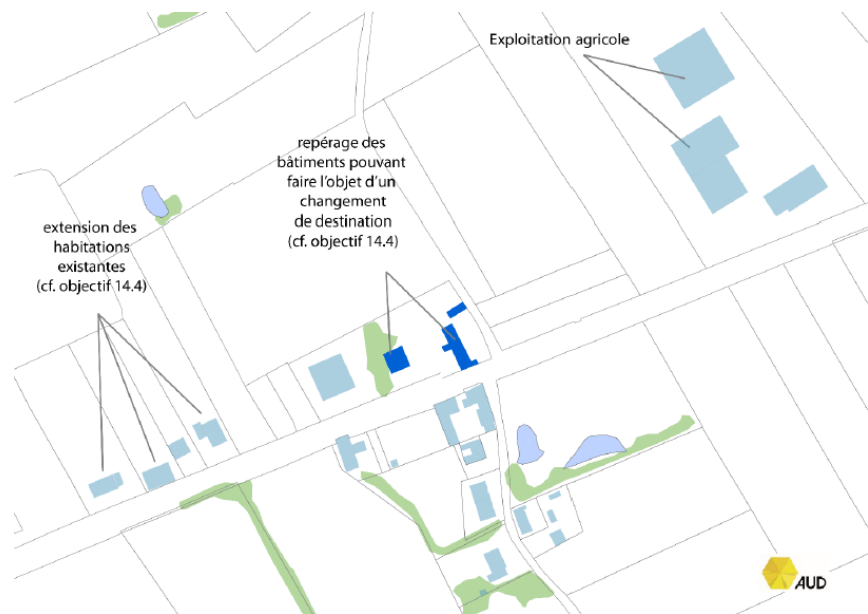 Exploitation agricole
repérage des
bâtiments pouvant
faire l'objet d'un
changement
de destination
(cf. objectif 14.4)
extension des
habitations
existantes
(cf. objectif 14.4)
AUD